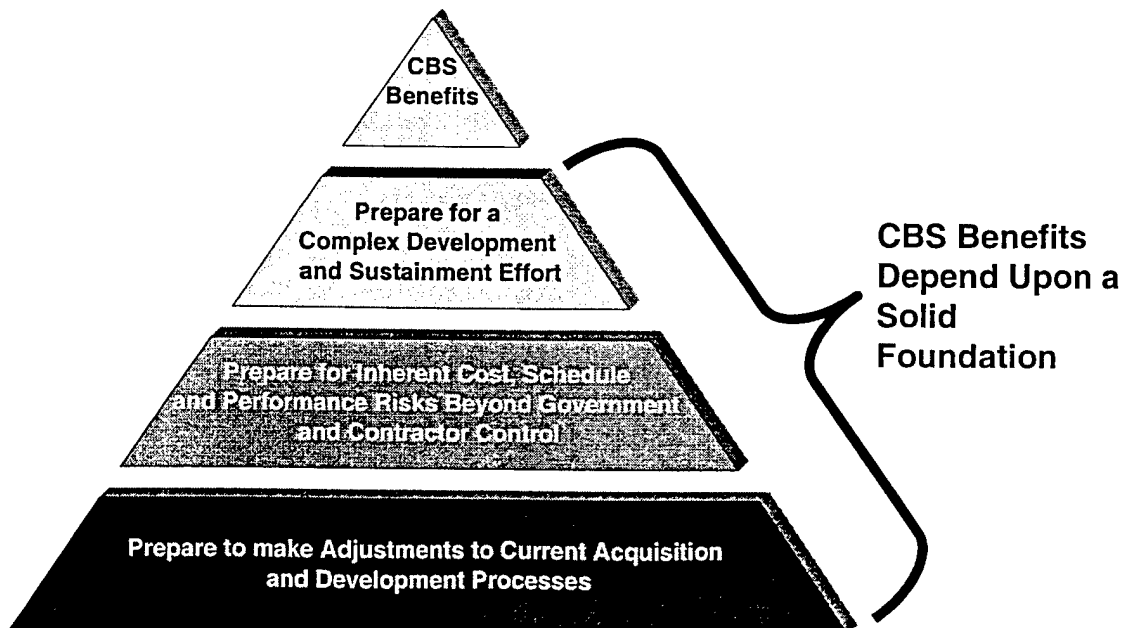 CBS
Benefits
Prepare for a
Complex Development
and Sustainment Effort
Prepare for Inherent Cost, Schedule
and Performance Risks Beyond Government
and Contractor Control
Prepare to make Adjustments to Current Acquisition
and Development Processes
CBS Benefits
Depend Upon a
Solid
Foundation